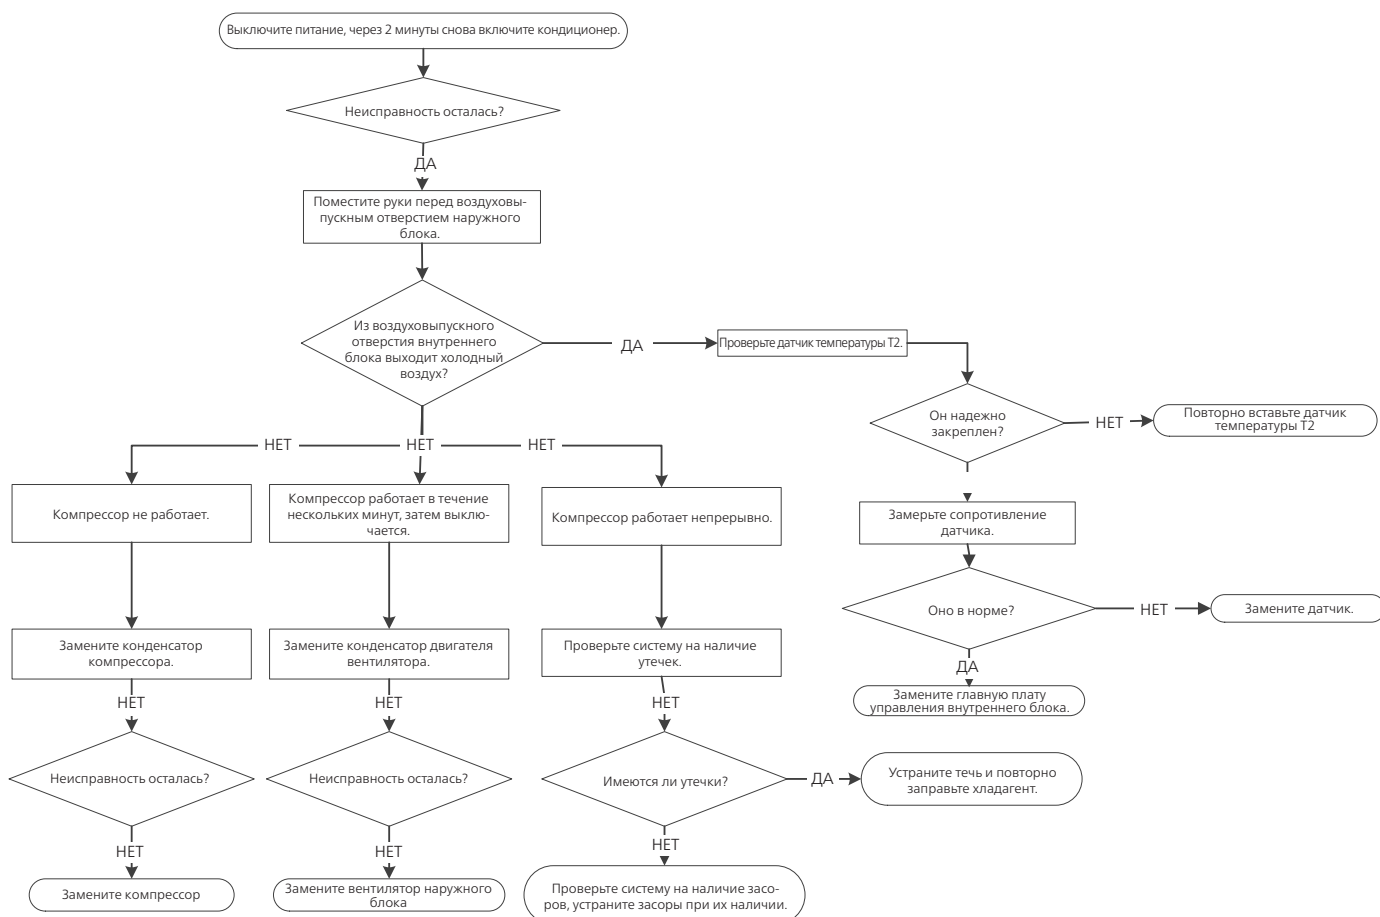 Выключите питание, через 2 минуты снова включите кондиционер.
Неисправность осталась?
ДА
Поместите руки перед воздуховы-
пускным отверстием наружного
блока.
Из воздуховыпускного
отверстия внутреннего
блока выходит холодный
воздух?
ДА
Проверьте датчик температуры T2.
Он надежно
закреплен?
НЕТ
Повторно вставьте датчик
температуры T2
НЕТ
НЕТ
НЕТ
Компрессор не работает.
Компрессор работает в течение
нескольких минут, затем выклю-
чается.
Компрессор работает непрерывно.
Замерьте сопротивление
датчика.
Оно в норме?
НЕТ
Замените датчик.
ДА
Замените главную плату
управления внутреннего блока.
Замените конденсатор
компрессора.
Замените конденсатор двигателя
вентилятора.
Проверьте систему на наличие
утечек.
НЕТ
НЕТ
НЕТ
Неисправность осталась?
Неисправность осталась?
Имеются ли утечки?
ДА
Устраните течь и повторно
заправьте хладагент.
НЕТ
НЕТ
НЕТ
Замените компрессор
Замените вентилятор наружного
блока
Проверьте систему на наличие засо-
ров, устраните засоры при их наличии.